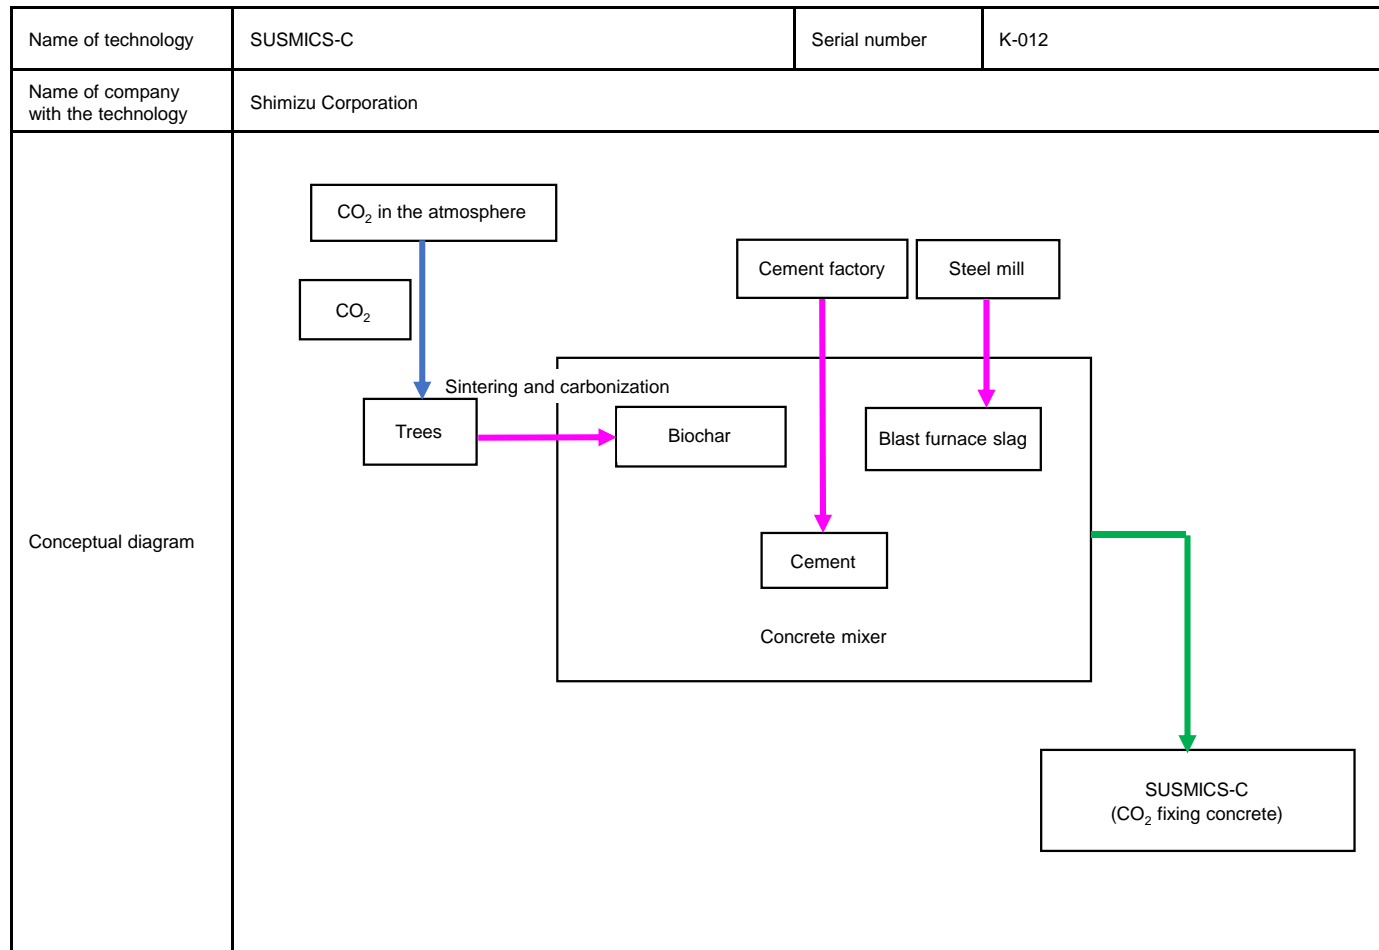 Name of technology
SUSMICS-C
Serial number
K-012
Name of company
with the technology
Shimizu Corporation
Conceptual diagram
CO₂ in the atmosphere
CO₂
Cement factory
Steel mill
Sintering and carbonization
Trees
Biochar
Blast furnace slag
Cement
Concrete mixer
SUSMICS-C
(CO₂ fixing concrete)